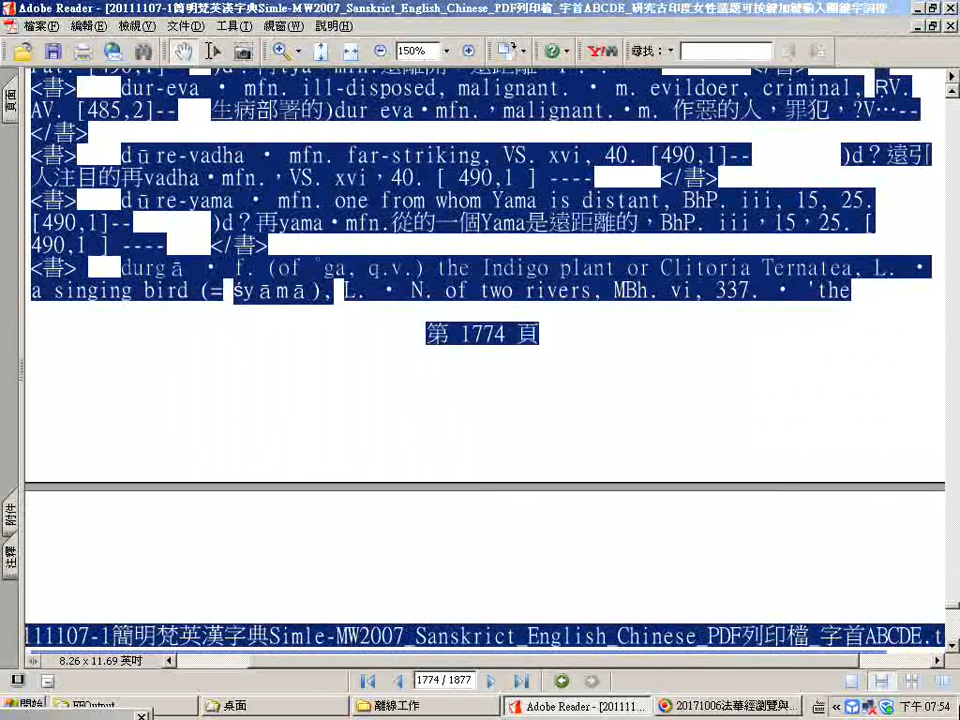 Adobe Reader - [20111107-1簡明梵英漢字典Simle-MW2007_Sanskrict_English_Chinese_PDF列印檔_字首ABCDE_研究古印度女性議題可按鍵加鍵輸入關鍵字詞
檔案(F) 編輯(E) 檢視(V) 文件(D) 工具(T) 視窗(W) 說明(H)
150% 尋找:
頁面
<書> dur-eva ‧ mfn. ill-disposed, malignant. ‧ m. evildoer, criminal, RV.
AV. [485,2]-- 生病部署的)dur eva‧mfn.,malignant.‧m. 作惡的人,罪犯,?V…--
</書>
<書> dūre-vadha ‧ mfn. far-striking, VS. xvi, 40. [490,1]-- )d?遠引
人注目的再vadha‧mfn.,VS. xvi,40. [ 490,1 ] ---- </書>
<書> dūre-yama ‧ mfn. one from whom Yama is distant, BhP. iii, 15, 25.
[490,1]-- )d?再yama‧mfn.從的一個Yama是遠距離的,BhP. iii,15,25. [
490,1 ] ---- </書>
<書> durgā ‧ f. (of °ga, q.v.) the Indigo plant or Clitoria Ternatea, L. ‧
a singing bird (= śyāmā), L. ‧ N. of two rivers, MBh. vi, 337. ‧ 'the
第 1774 頁
附件
注釋
111107-1簡明梵英漢字典Simle-MW2007_Sanskrict_English_Chinese_PDF列印檔_字首ABCDE.t
8.26 x 11.69 英吋
1774 / 1877
開始 FFOutput 桌面 離線工作 Adobe Reader - [201111... 20171006法華經瀏覽與... 下午 07:54